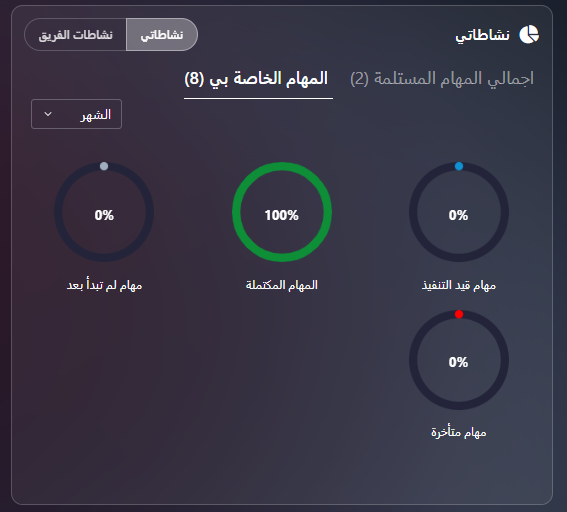 نشاطاتي
نشاطاتي
نشاطات الفريق
اجمالي المهام المستلمة (2)
المهام الخاصة بي (8)
الشهر
0%
100%
0%
مهام قيد التنفيذ
المهام المكتملة
مهام لم تبدأ بعد
0%
مهام متأخرة